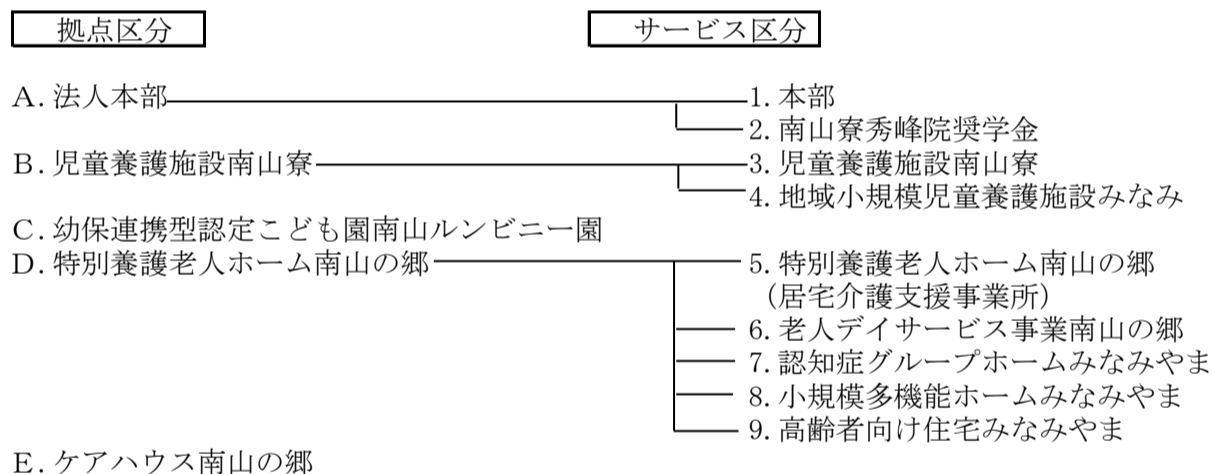 拠点区分 サービス区分
A. 法人本部 1. 本部
2. 南山寮秀峰院奨学金
B. 児童養護施設南山寮 3. 児童養護施設南山寮
4. 地域小規模児童養護施設みなみ
C. 幼保連携型認定こども園南山ルンビニー園
D. 特別養護老人ホーム南山の郷 5. 特別養護老人ホーム南山の郷
（居宅介護支援事業所）
6. 老人デイサービス事業南山の郷
7. 認知症グループホームみなみやま
8. 小規模多機能ホームみなみやま
9. 高齢者向け住宅みなみやま
E. ケアハウス南山の郷